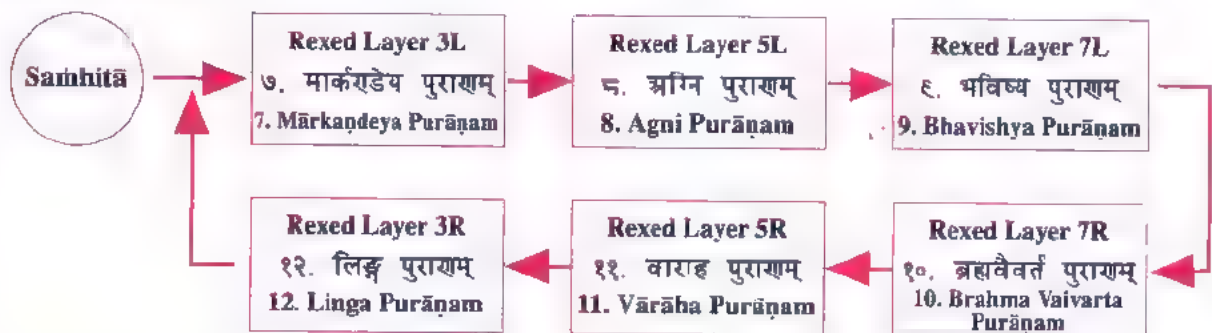 Saṁhitā
Rexed Layer 3L
७. मार्कण्डेय पुराणम्
7. Mārkaṇdeya Purāṇam
Rexed Layer 5L
८. अग्नि पुराणम्
8. Agni Purāṇam
Rexed Layer 7L
९. भविष्य पुराणम्
9. Bhavishya Purāṇam
Rexed Layer 7R
१०. ब्रह्मवैवर्त पुराणम्
10. Brahma Vaivarta
Purāṇam
Rexed Layer 5R
११. वाराह पुराणम्
11. Vārāha Purāṇam
Rexed Layer 3R
१२. लिङ्ग पुराणम्
12. Linga Purāṇam